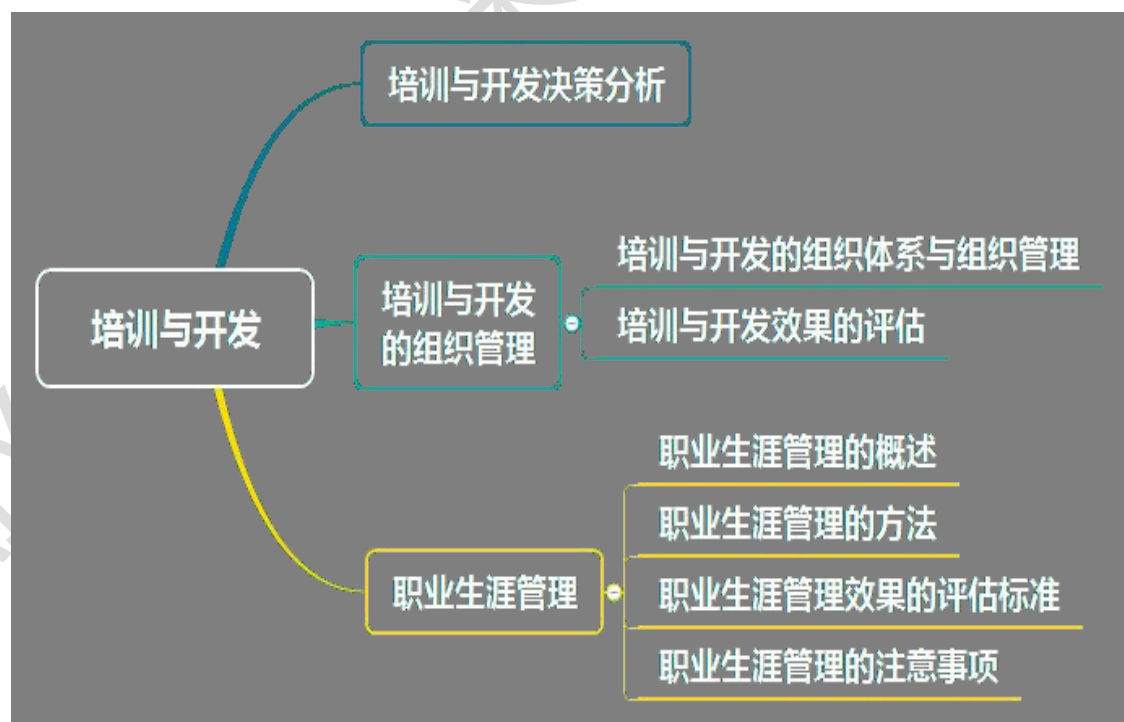 培训与开发决策分析
培训与开发
培训与开发
的组织管理
培训与开发的组织体系与组织管理
培训与开发效果的评估
职业生涯管理
职业生涯管理的概述
职业生涯管理的方法
职业生涯管理效果的评估标准
职业生涯管理的注意事项